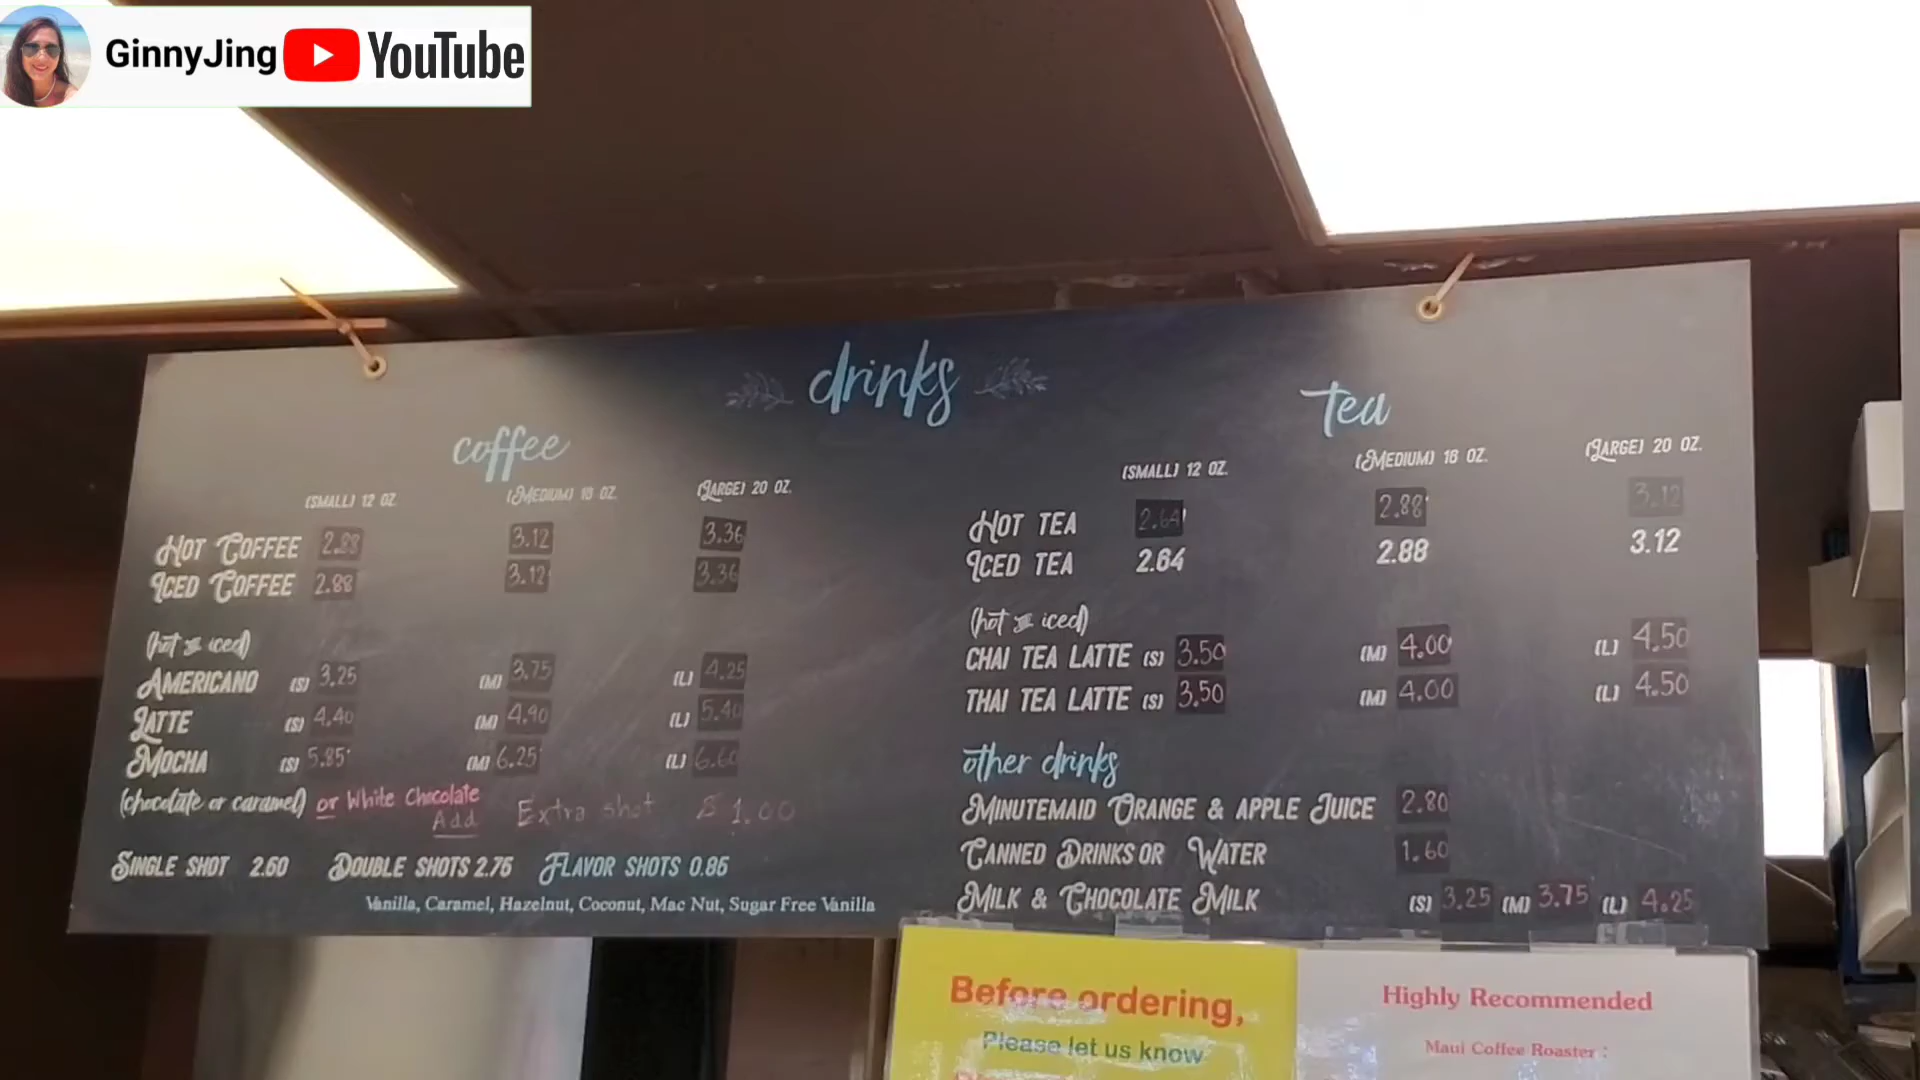 GinnyJing YouTube
drinks
coffee
(SMALL) 12 OZ. (MEDIUM) 16 OZ. (LARGE) 20 OZ.
HOT COFFEE 2.88 3.12 3.36
ICED COFFEE 2.88 3.12 3.36
(hot or iced)
AMERICANO (S) 3.25 (M) 3.75 (L) 4.25
LATTE (S) 4.40 (M) 4.90 (L) 5.40
MOCHA (S) 5.85 (M) 6.25 (L) 6.60
(chocolate or caramel) or White Chocolate
Add Extra shot $1.00
SINGLE SHOT 2.60 DOUBLE SHOTS 2.75 FLAVOR SHOTS 0.85
Vanilla, Caramel, Hazelnut, Coconut, Mac Nut, Sugar Free Vanilla
tea
(SMALL) 12 OZ. (MEDIUM) 16 OZ. (LARGE) 20 OZ.
HOT TEA 2.64 2.88 3.12
ICED TEA 2.64 2.88 3.12
(hot or iced)
CHAI TEA LATTE (S) 3.50 (M) 4.00 (L) 4.50
THAI TEA LATTE (S) 3.50 (M) 4.00 (L) 4.50
other drinks
MINUTEMAID ORANGE & APPLE JUICE 2.80
CANNED DRINKS OR WATER 1.60
MILK & CHOCOLATE MILK (S) 3.25 (M) 3.75 (L) 4.25
Before ordering,
Please let us know
Highly Recommended
Maui Coffee Roaster :